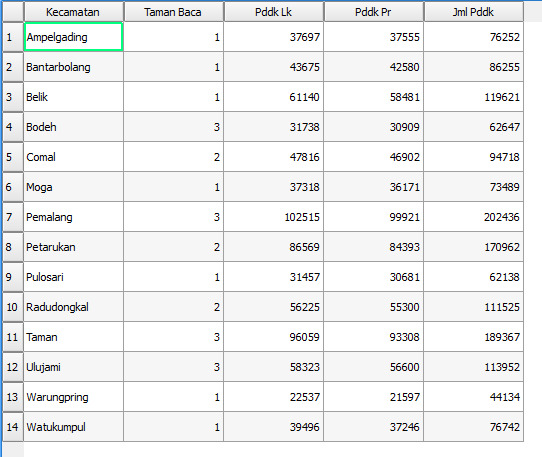 Kecamatan Taman Baca Pddk Lk Pddk Pr Jml Pddk
1 Ampelgading 1 37697 37555 76252
2 Bantarbolang 1 43675 42580 86255
3 Belik 1 61140 58481 119621
4 Bodeh 3 31738 30909 62647
5 Comal 2 47816 46902 94718
6 Moga 1 37318 36171 73489
7 Pemalang 3 102515 99921 202436
8 Petarukan 2 86569 84393 170962
9 Pulosari 1 31457 30681 62138
10 Radudongkal 2 56225 55300 111525
11 Taman 3 96059 93308 189367
12 Ulujami 3 58323 56600 113952
13 Warungpring 1 22537 21597 44134
14 Watukumpul 1 39496 37246 76742